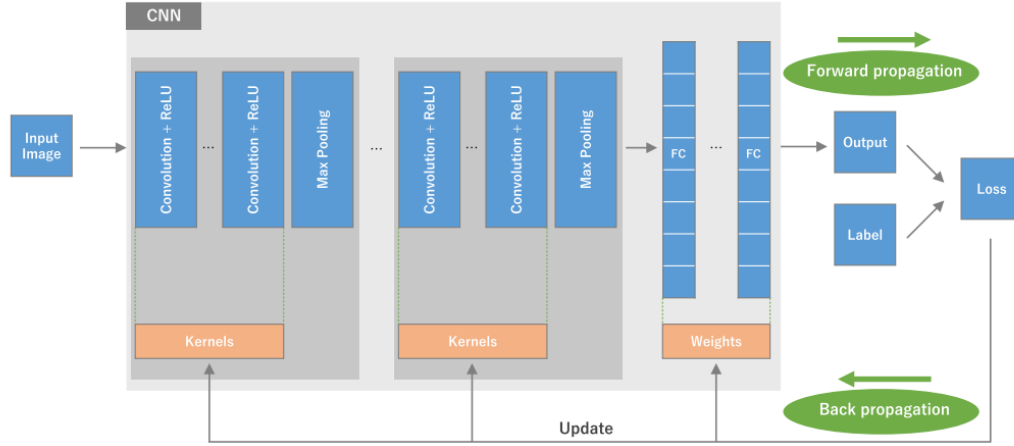 CNN
Forward propagation
Input
Image
Convolution + ReLU
...
Convolution + ReLU
Max Pooling
...
Convolution + ReLU
...
Convolution + ReLU
Max Pooling
FC
...
FC
Output
Label
Loss
Kernels
Kernels
Weights
Back propagation
Update